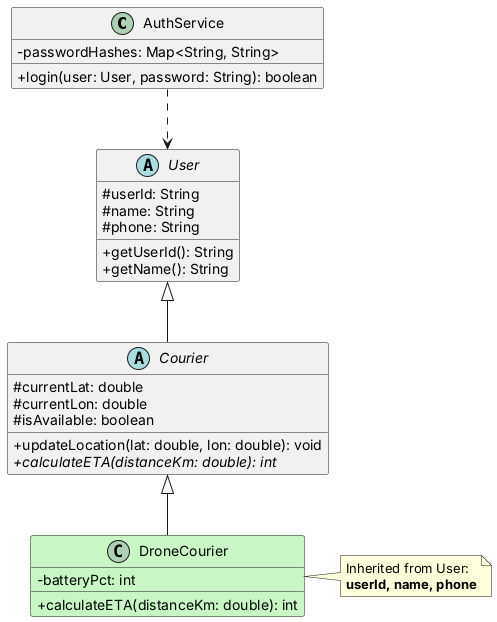 C AuthService
-passwordHashes: Map<String, String>
+login(user: User, password: String): boolean
A User
#userId: String
#name: String
#phone: String
+getUserId(): String
+getName(): String
A Courier
#currentLat: double
#currentLon: double
#isAvailable: boolean
+updateLocation(lat: double, lon: double): void
+calculateETA(distanceKm: double): int
C DroneCourier
-batteryPct: int
+calculateETA(distanceKm: double): int
Inherited from User:
userId, name, phone